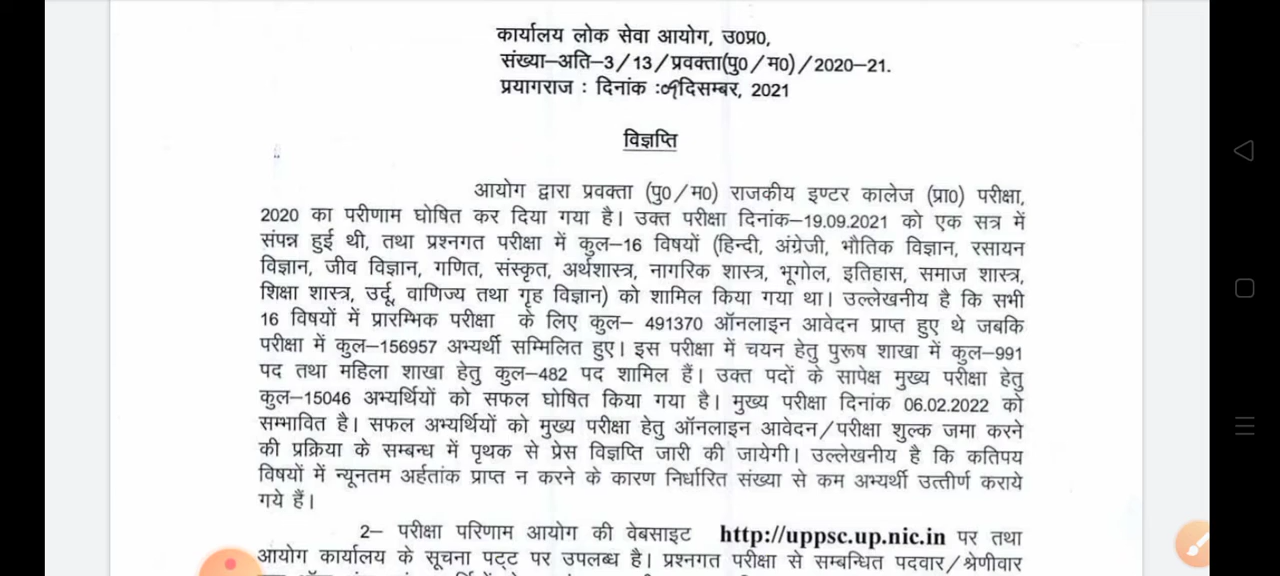 कार्यालय लोक सेवा आयोग, उ0प्र0,
संख्या–अति–3/13/प्रवक्ता(पु0/म0)/2020–21.
प्रयागराज : दिनांक :09दिसम्बर, 2021
विज्ञप्ति
आयोग द्वारा प्रवक्ता (पु0/म0) राजकीय इण्टर कालेज (प्रा0) परीक्षा,
2020 का परीणाम घोषित कर दिया गया है। उक्त परीक्षा दिनांक–19.09.2021 को एक सत्र में
संपन्न हुई थी, तथा प्रश्नगत परीक्षा में कुल–16 विषयों (हिन्दी, अंग्रेजी, भौतिक विज्ञान, रसायन
विज्ञान, जीव विज्ञान, गणित, संस्कृत, अर्थशास्त्र, नागरिक शास्त्र, भूगोल, इतिहास, समाज शास्त्र,
शिक्षा शास्त्र, उर्दू, वाणिज्य तथा गृह विज्ञान) को शामिल किया गया था। उल्लेखनीय है कि सभी
16 विषयों में प्रारम्भिक परीक्षा के लिए कुल– 491370 ऑनलाइन आवेदन प्राप्त हुए थे जबकि
परीक्षा में कुल–156957 अभ्यर्थी सम्मिलित हुए। इस परीक्षा में चयन हेतु पुरूष शाखा में कुल–991
पद तथा महिला शाखा हेतु कुल–482 पद शामिल हैं। उक्त पदों के सापेक्ष मुख्य परीक्षा हेतु
कुल–15046 अभ्यर्थियों को सफल घोषित किया गया है। मुख्य परीक्षा दिनांक 06.02.2022 को
सम्भावित है। सफल अभ्यर्थियों को मुख्य परीक्षा हेतु ऑनलाइन आवेदन/परीक्षा शुल्क जमा करने
की प्रक्रिया के सम्बन्ध में पृथक से प्रेस विज्ञप्ति जारी की जायेगी। उल्लेखनीय है कि कतिपय
विषयों में न्यूनतम अर्हतांक प्राप्त न करने के कारण निर्धारित संख्या से कम अभ्यर्थी उत्तीर्ण कराये
गये हैं।
2– परीक्षा परिणाम आयोग की वेबसाइट http://uppsc.up.nic.in पर तथा
आयोग कार्यालय के सूचना पट्ट पर उपलब्ध है। प्रश्नगत परीक्षा से सम्बन्धित पदवार/श्रेणीवार